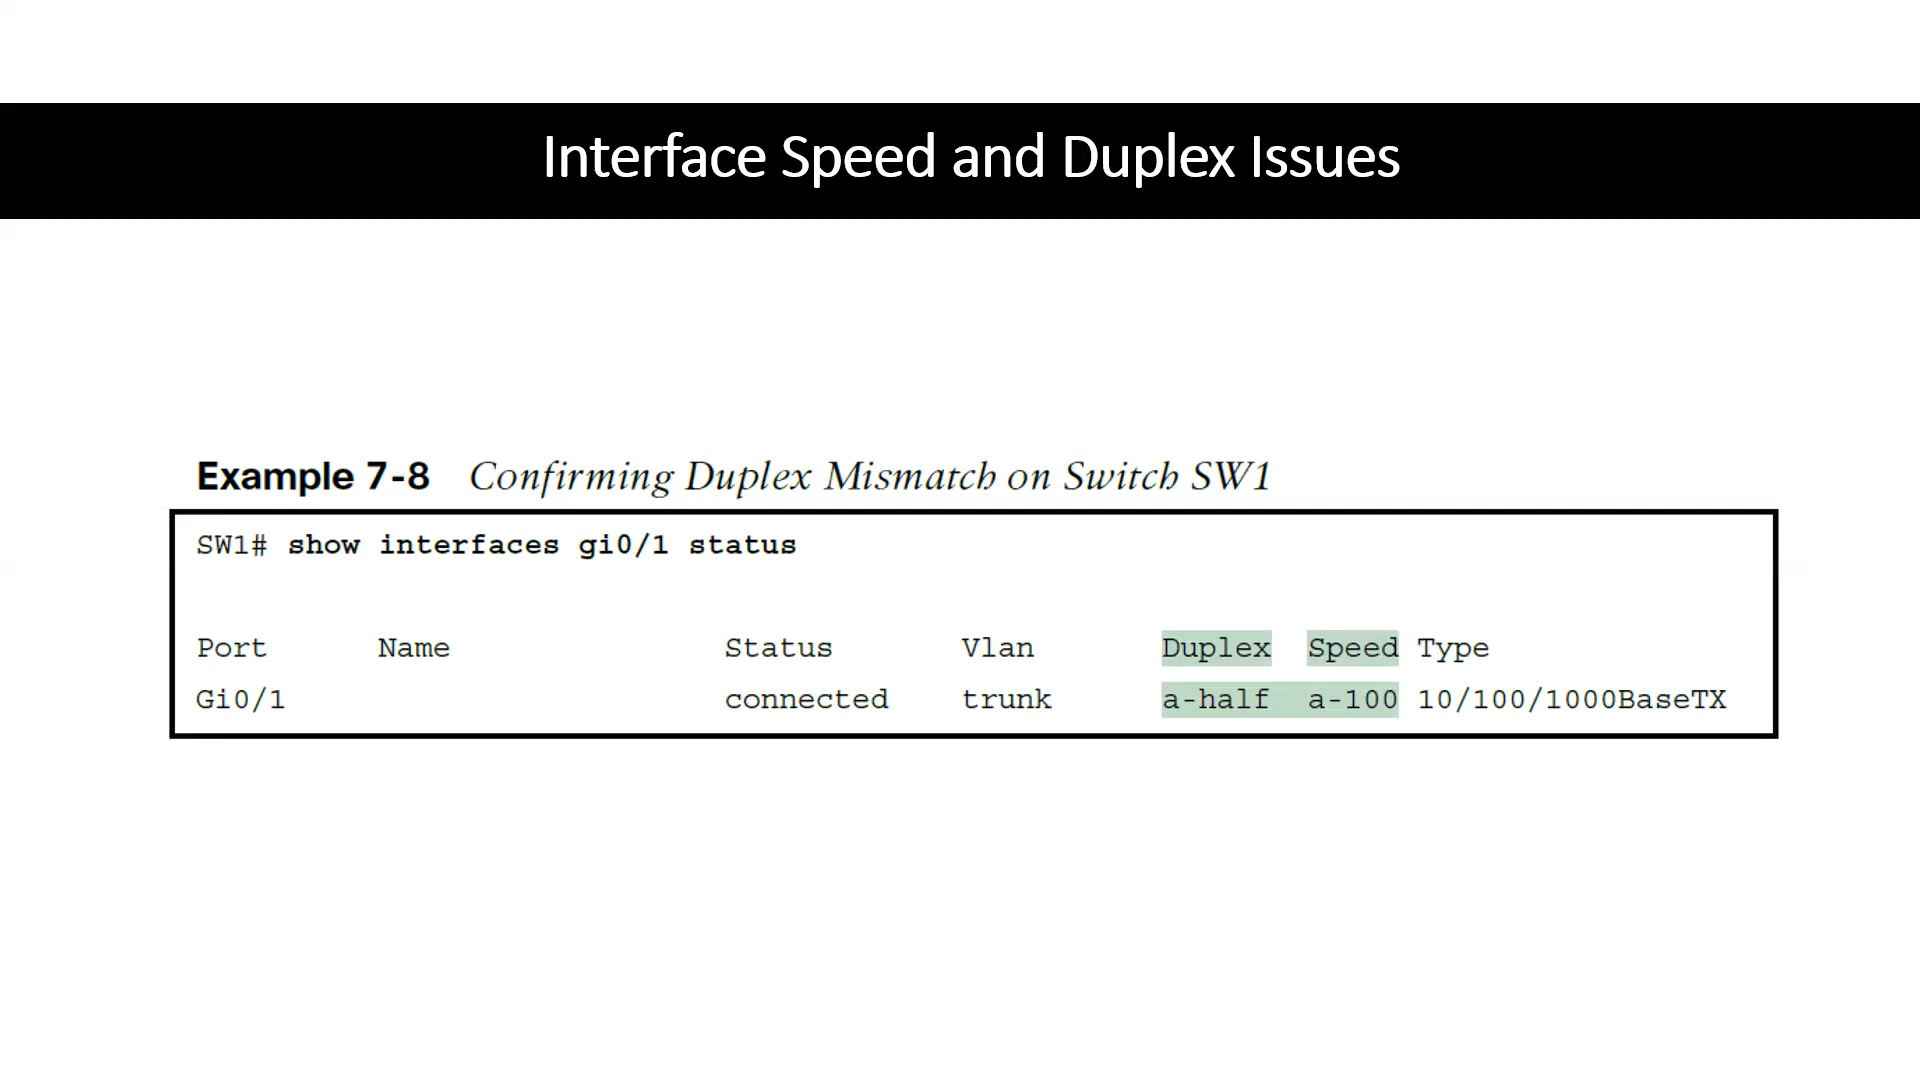 Interface Speed and Duplex Issues
Example 7-8 Confirming Duplex Mismatch on Switch SW1
SW1# show interfaces gi0/1 status
Port Name Status Vlan Duplex Speed Type
Gi0/1 connected trunk a-half a-100 10/100/1000BaseTX